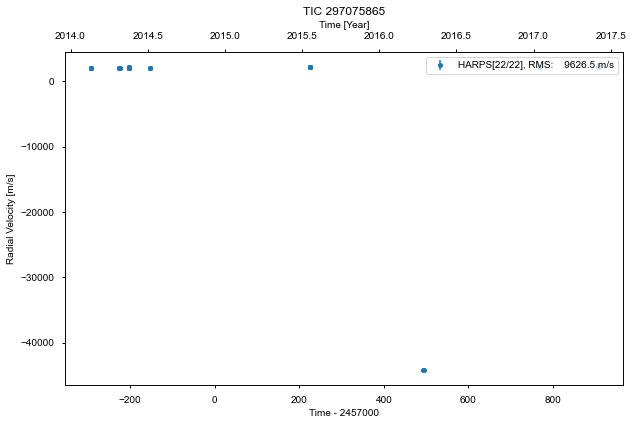 TIC 297075865
Time [Year]
2014.0 2014.5 2015.0 2015.5 2016.0 2016.5 2017.0 2017.5
HARPS[22/22], RMS: 9626.5 m/s
0
−10000
−20000
−30000
−40000
Radial Velocity [m/s]
−200 0 200 400 600 800
Time - 2457000